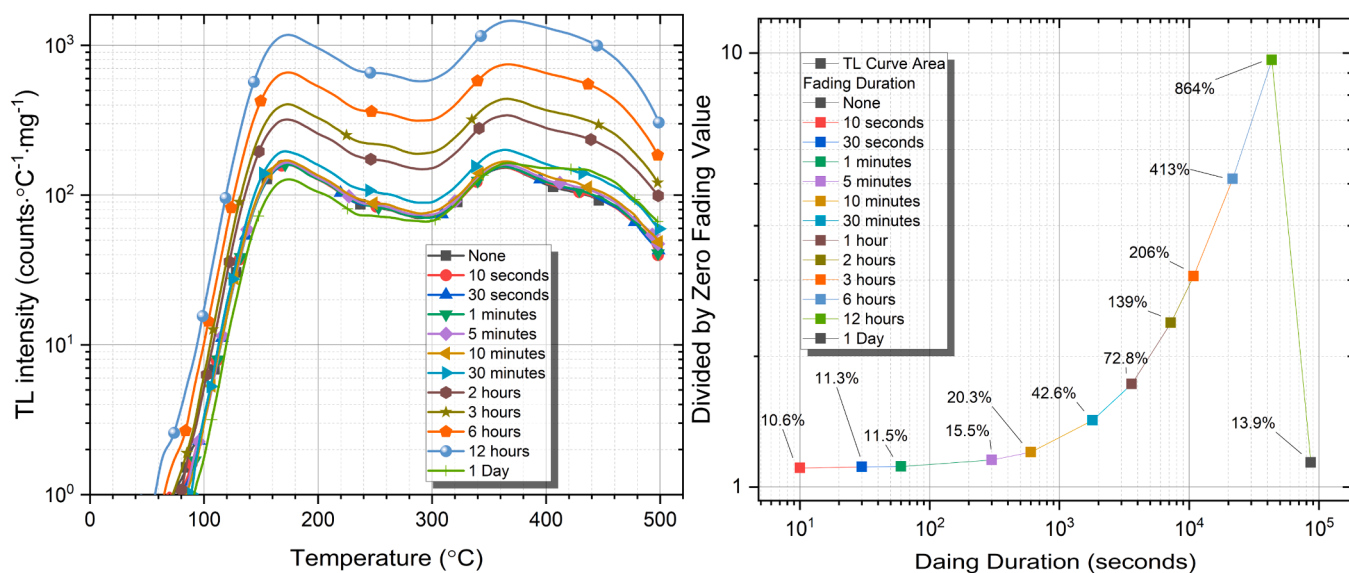 TL intensity (counts·°C⁻¹·mg⁻¹)
10³
10²
10¹
10⁰
0
100
200
300
400
500
Temperature (°C)
None
10 seconds
30 seconds
1 minutes
5 minutes
10 minutes
30 minutes
2 hours
3 hours
6 hours
12 hours
1 Day
Divided by Zero Fading Value
10
1
TL Curve Area
Fading Duration
None
10 seconds
30 seconds
1 minutes
5 minutes
10 minutes
30 minutes
1 hour
2 hours
3 hours
6 hours
12 hours
1 Day
864%
413%
206%
139%
72.8%
42.6%
20.3%
15.5%
11.5%
11.3%
10.6%
13.9%
10¹
10²
10³
10⁴
10⁵
Daing Duration (seconds)